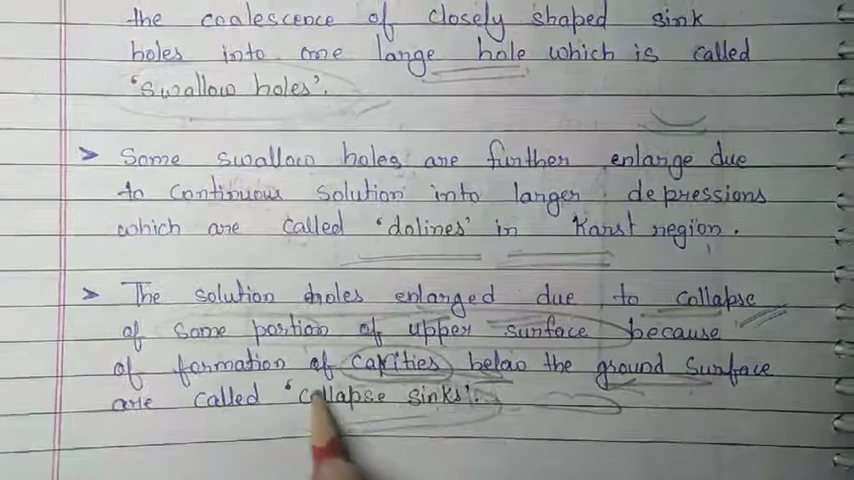 the coalescence of closely shaped sink
holes into one large hole which is called
'swallow holes'.
> Some swallow holes are further enlarge due
to continuous solution into larger depressions
which are called 'dolines' in Karst region.
> The solution holes enlarged due to collapse
of some portion of upper surface because
of formation of cavities below the ground surface
are called 'collapse sinks'.